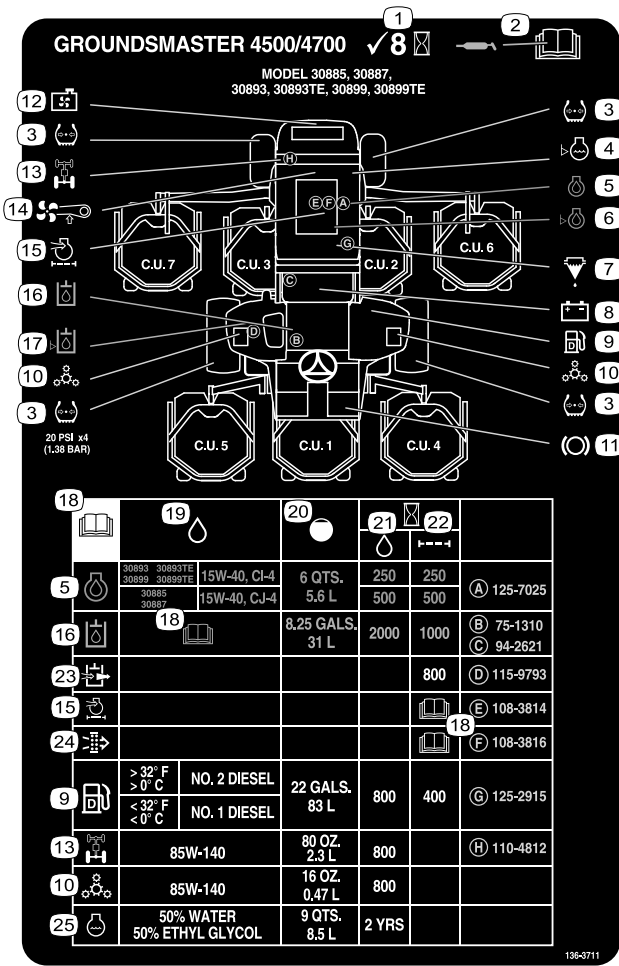 1
2
GROUNDSMASTER 4500/4700 ✓8
MODEL 30885, 30887,
30893, 30893TE, 30899, 30899TE
12
3
13
14
15
16
17
10
3
20 PSI x4
(1.38 BAR)
3
4
5
6
7
8
9
10
3
11
H
E F A
G
C
D
B
C.U. 7
C.U. 3
C.U. 2
C.U. 6
C.U. 5
C.U. 1
C.U. 4
18
19
20
21
22
5
30893 30893TE
30899 30899TE
15W-40, CI-4
30885
30887
15W-40, CJ-4
6 QTS.
5.6 L
250
250
500
500
A 125-7025
16
18
8.25 GALS.
31 L
2000
1000
B 75-1310
C 94-2621
23
800
D 115-9793
15
E 108-3814
18
24
F 108-3816
9
D
> 32° F
> 0° C
NO. 2 DIESEL
< 32° F
< 0° C
NO. 1 DIESEL
22 GALS.
83 L
800
400
G 125-2915
13
85W-140
80 OZ.
2.3 L
800
H 110-4812
10
85W-140
16 OZ.
0.47 L
800
25
50% WATER
50% ETHYL GLYCOL
9 QTS.
8.5 L
2 YRS
136-3711